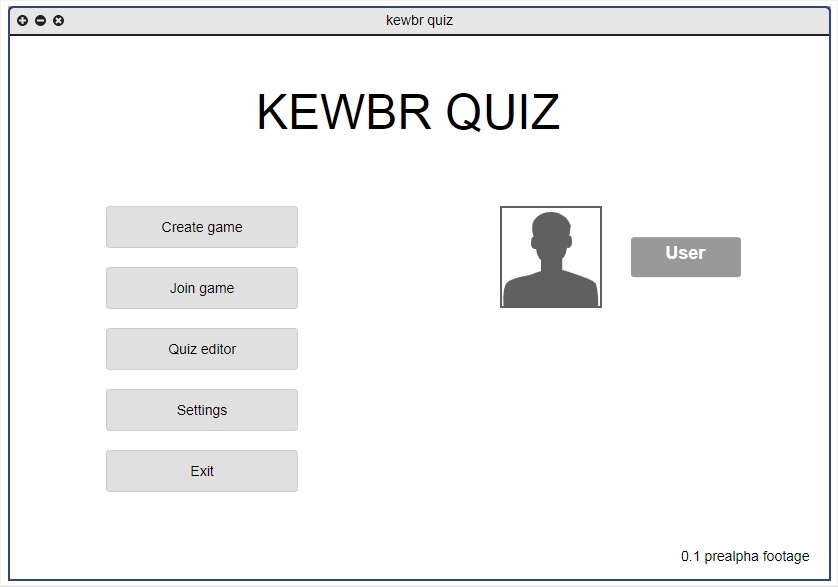 kewbr quiz
KEWBR QUIZ
Create game
Join game
Quiz editor
Settings
Exit
User
0.1 prealpha footage